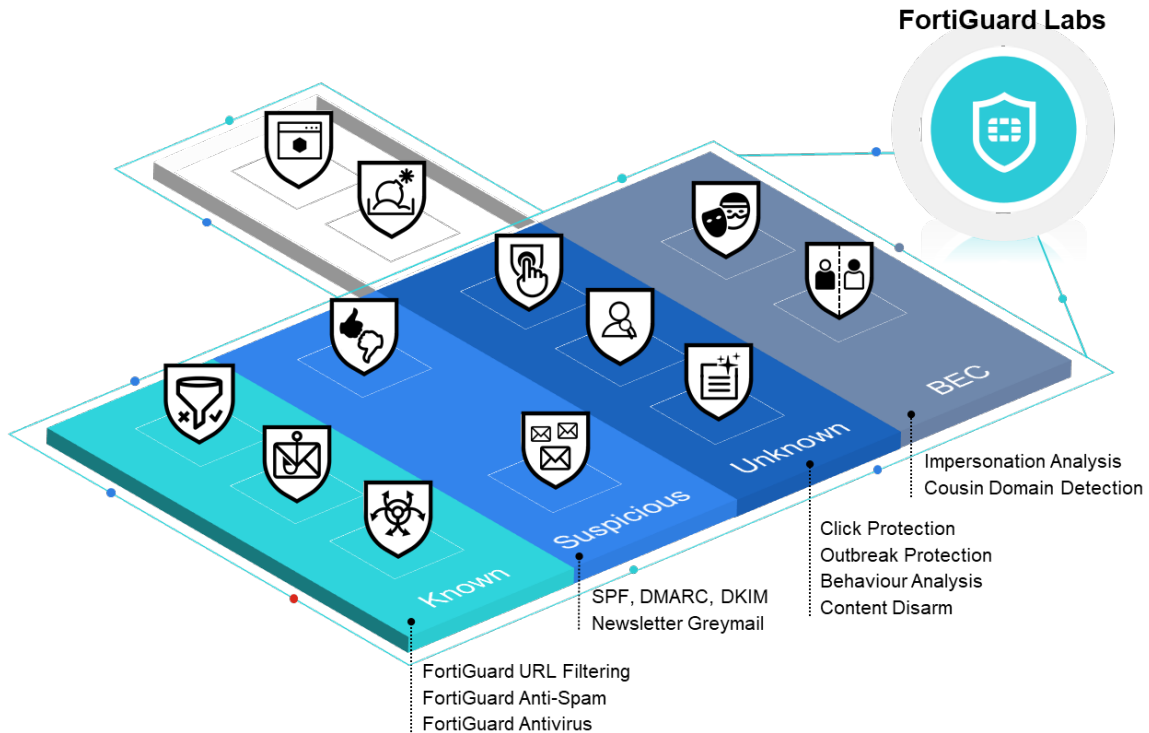 FortiGuard Labs
BEC
Impersonation Analysis
Cousin Domain Detection
Unknown
Click Protection
Outbreak Protection
Behaviour Analysis
Content Disarm
Suspicious
SPF, DMARC, DKIM
Newsletter Greymail
Known
FortiGuard URL Filtering
FortiGuard Anti-Spam
FortiGuard Antivirus